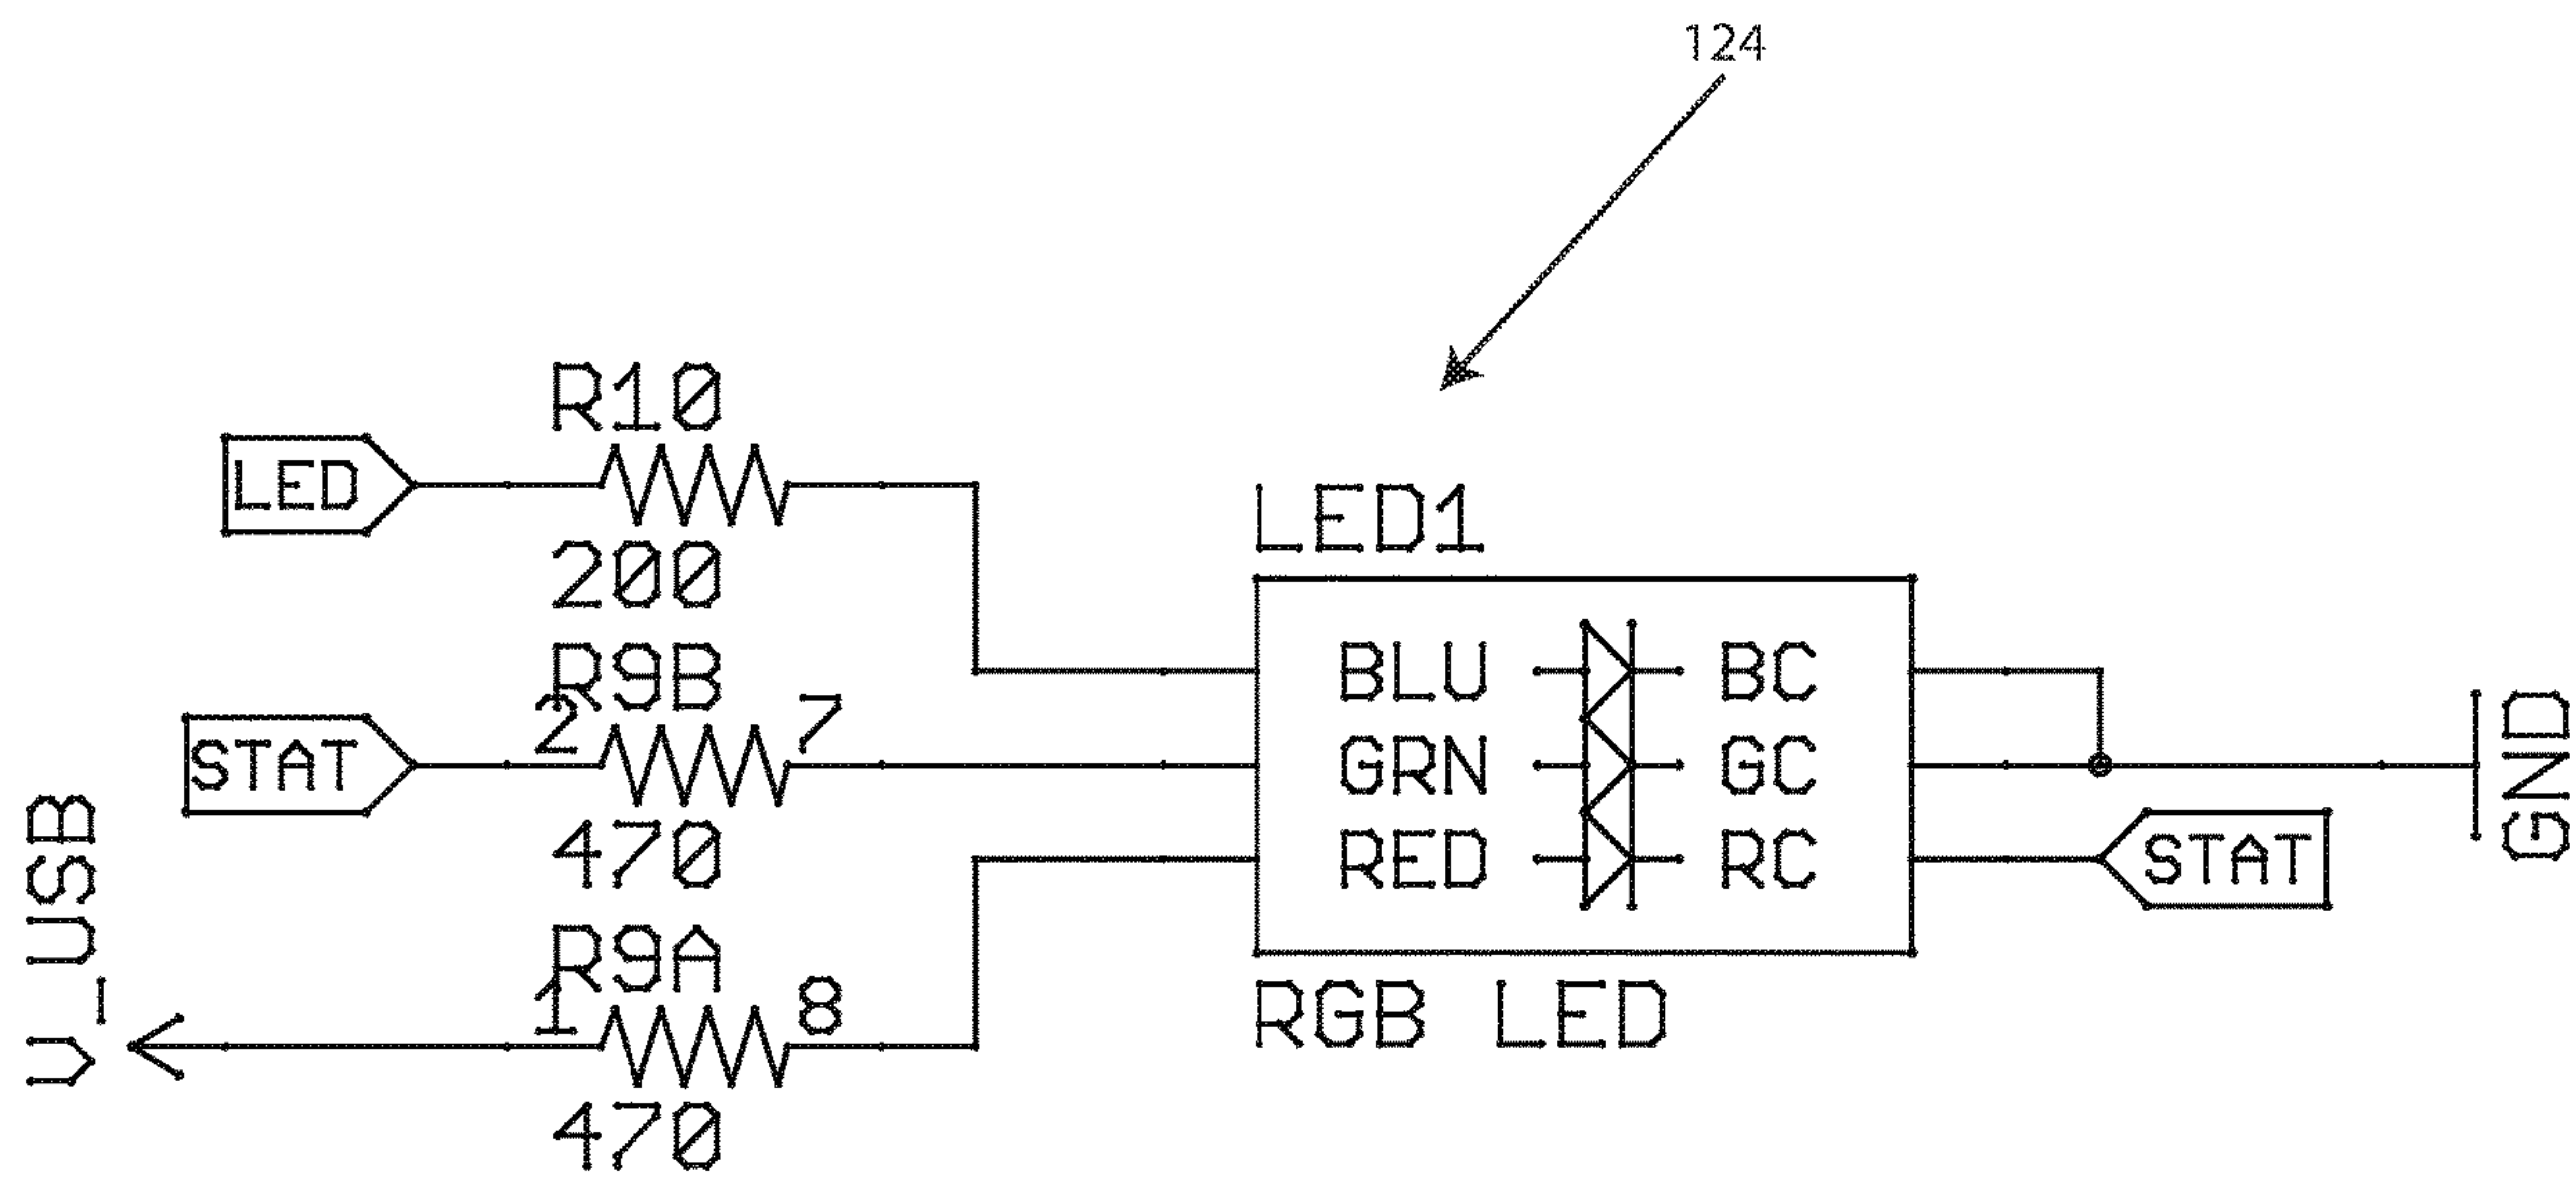 124
R10
LED
200
LED1
R9B
2 7
STAT
470
BLU BC
GRN GC
RED RC
GND
STAT
V_USB
R9A
1 8
470
RGB LED